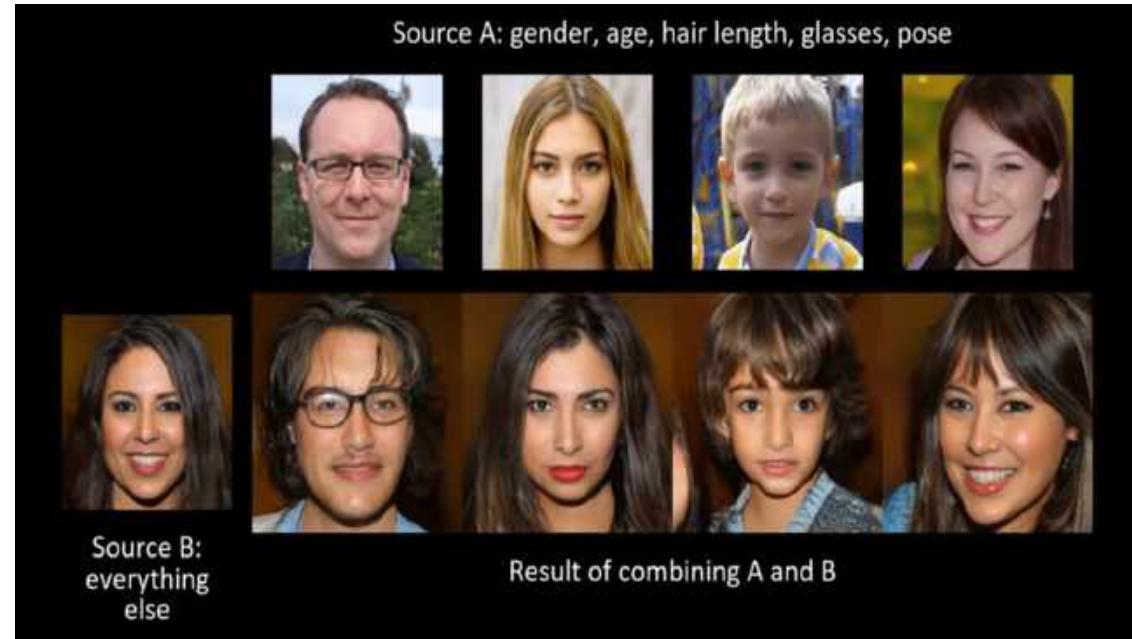 Source A: gender, age, hair length, glasses, pose
Source B:
everything
else
Result of combining A and B